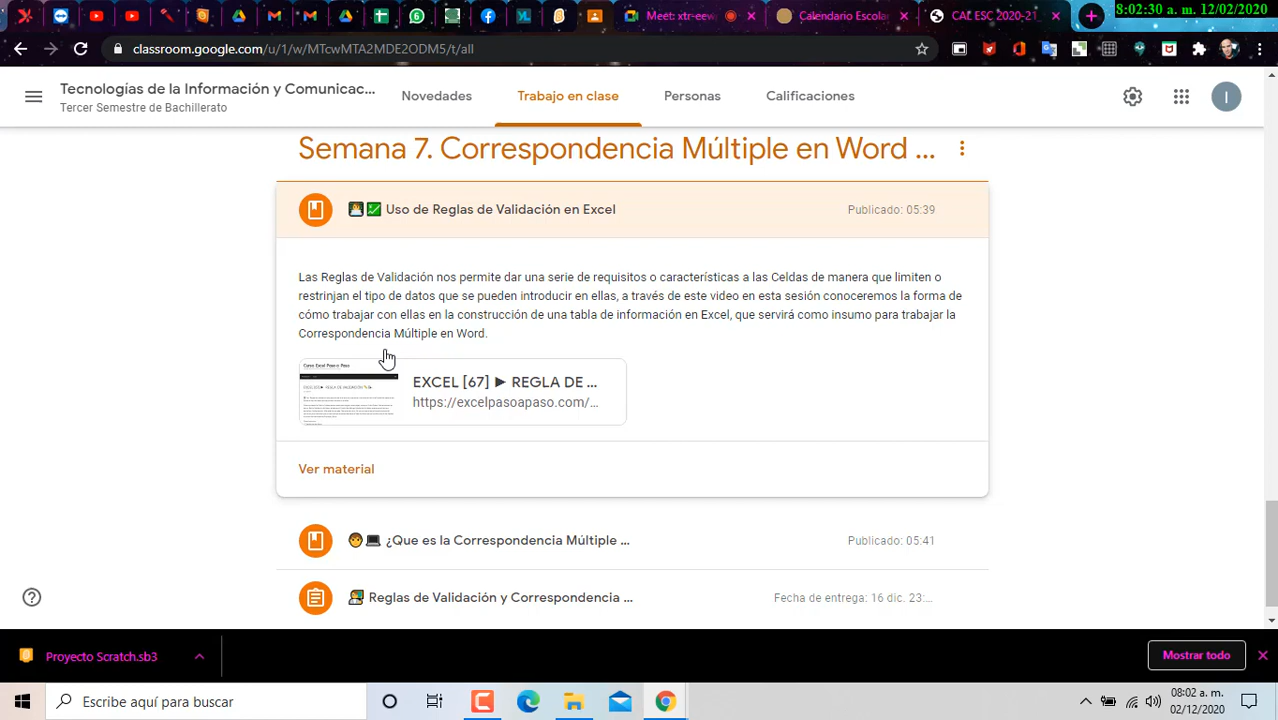 8:02:30 a. m. 12/02/2020
Meet: xtr-eew
Calendario Escola
CAL ESC 2020-21
classroom.google.com/u/1/w/MTcwMTA2MDE2ODM5/t/all
Tecnologías de la Información y Comunicac...
Tercer Semestre de Bachillerato
Novedades
Trabajo en clase
Personas
Calificaciones
I
Semana 7. Correspondencia Múltiple en Word ...
Uso de Reglas de Validación en Excel
Publicado: 05:39
Las Reglas de Validación nos permite dar una serie de requisitos o características a las Celdas de manera que limiten o
restrinjan el tipo de datos que se pueden introducir en ellas, a través de este video en esta sesión conoceremos la forma de
cómo trabajar con ellas en la construcción de una tabla de información en Excel, que servirá como insumo para trabajar la
Correspondencia Múltiple en Word.
Curso Excel Paso a Paso
EXCEL [67] ► REGLA DE ...
https://excelpasoapaso.com/...
Ver material
¿Que es la Correspondencia Múltiple ...
Publicado: 05:41
Reglas de Validación y Correspondencia ...
Fecha de entrega: 16 dic. 23:...
Proyecto Scratch.sb3
Mostrar todo
Escribe aquí para buscar
08:02 a. m.
02/12/2020